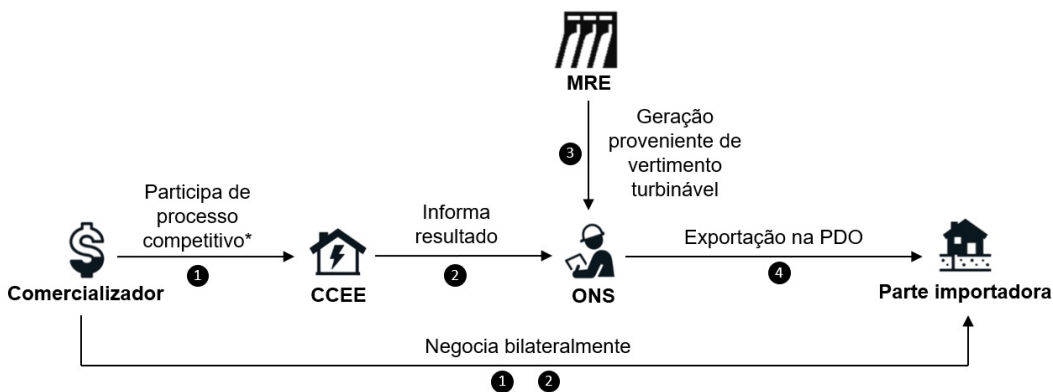 MRE
Geração
proveniente de
vertimento
turbinável
3
Participa de
processo
competitivo*
1
Informa
resultado
2
Exportação na PDO
4
Comercializador
CCEE
ONS
Parte importadora
Negocia bilateralmente
1 2